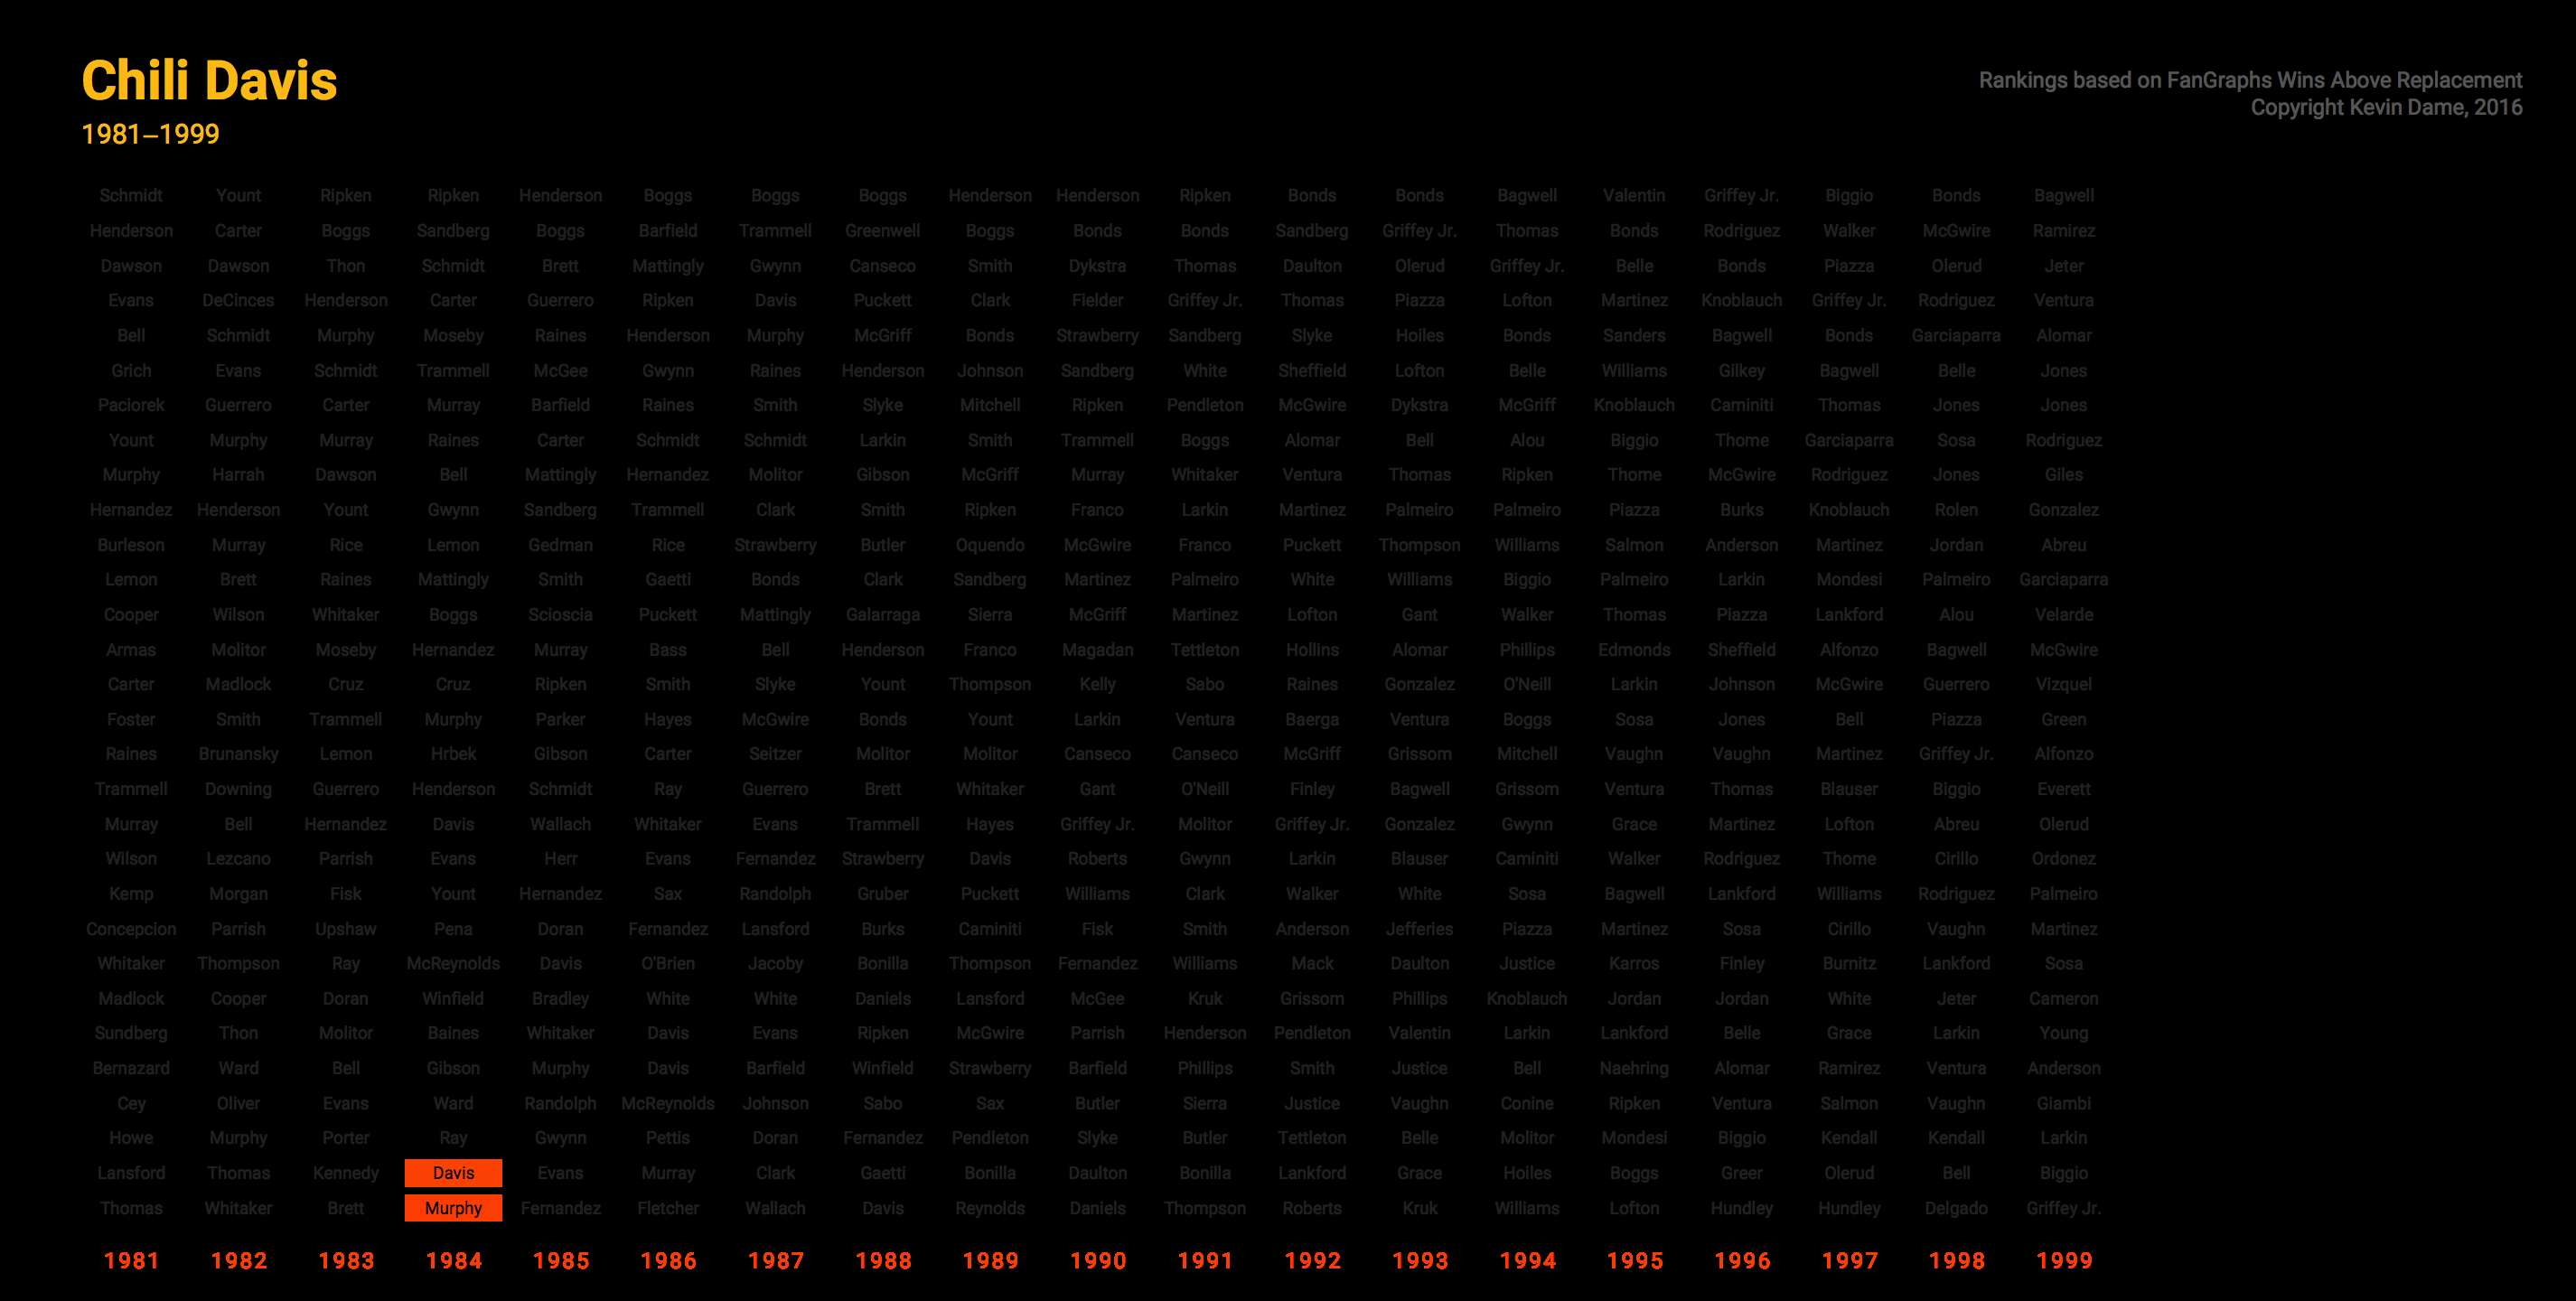 Chili Davis
1981–1999
Rankings based on FanGraphs Wins Above Replacement
Copyright Kevin Dame, 2016
Schmidt Yount Ripken Ripken Henderson Boggs Boggs Boggs Henderson Henderson Ripken Bonds Bonds Bagwell Valentin Griffey Jr. Biggio Bonds Bagwell
Henderson Carter Boggs Sandberg Boggs Barfield Trammell Greenwell Boggs Bonds Bonds Sandberg Griffey Jr. Thomas Bonds Rodriguez Walker McGwire Ramirez
Dawson Dawson Thon Schmidt Brett Mattingly Gwynn Canseco Smith Dykstra Thomas Daulton Olerud Griffey Jr. Belle Bonds Piazza Olerud Jeter
Evans DeCinces Henderson Carter Guerrero Ripken Davis Puckett Clark Fielder Griffey Jr. Thomas Piazza Lofton Martinez Knoblauch Griffey Jr. Rodriguez Ventura
Bell Schmidt Murphy Moseby Raines Henderson Murphy McGriff Bonds Strawberry Sandberg Slyke Hoiles Bonds Sanders Bagwell Bonds Garciaparra Alomar
Grich Evans Schmidt Trammell McGee Gwynn Raines Henderson Johnson Sandberg White Sheffield Lofton Belle Williams Gilkey Bagwell Belle Jones
Paciorek Guerrero Carter Murray Barfield Raines Smith Slyke Mitchell Ripken Pendleton McGwire Dykstra McGriff Knoblauch Caminiti Thomas Jones Jones
Yount Murphy Murray Raines Carter Schmidt Schmidt Larkin Smith Trammell Boggs Alomar Bell Alou Biggio Thome Garciaparra Sosa Rodriguez
Murphy Harrah Dawson Bell Mattingly Hernandez Molitor Gibson McGriff Murray Whitaker Ventura Thomas Ripken Thome McGwire Rodriguez Jones Giles
Hernandez Henderson Yount Gwynn Sandberg Trammell Clark Smith Ripken Franco Larkin Martinez Palmeiro Palmeiro Piazza Burks Knoblauch Rolen Gonzalez
Burleson Murray Rice Lemon Gedman Rice Strawberry Butler Oquendo McGwire Franco Puckett Thompson Williams Salmon Anderson Martinez Jordan Abreu
Lemon Brett Raines Mattingly Smith Gaetti Bonds Clark Sandberg Martinez Palmeiro White Williams Biggio Palmeiro Larkin Mondesi Palmeiro Garciaparra
Cooper Wilson Whitaker Boggs Scioscia Puckett Mattingly Galarraga Sierra McGriff Martinez Lofton Gant Walker Thomas Piazza Lankford Alou Velarde
Armas Molitor Moseby Hernandez Murray Bass Bell Henderson Franco Magadan Tettleton Hollins Alomar Phillips Edmonds Sheffield Alfonzo Bagwell McGwire
Carter Madlock Cruz Cruz Ripken Smith Slyke Yount Thompson Kelly Sabo Raines Gonzalez O'Neill Larkin Johnson McGwire Guerrero Vizquel
Foster Smith Trammell Murphy Parker Hayes McGwire Bonds Yount Larkin Ventura Baerga Ventura Boggs Sosa Jones Bell Piazza Green
Raines Brunansky Lemon Hrbek Gibson Carter Seitzer Molitor Molitor Canseco Canseco McGriff Grissom Mitchell Vaughn Vaughn Martinez Griffey Jr. Alfonzo
Trammell Downing Guerrero Henderson Schmidt Ray Guerrero Brett Whitaker Gant O'Neill Finley Bagwell Grissom Ventura Thomas Blauser Biggio Everett
Murray Bell Hernandez Davis Wallach Whitaker Evans Trammell Hayes Griffey Jr. Molitor Griffey Jr. Gonzalez Gwynn Grace Martinez Lofton Abreu Olerud
Wilson Lezcano Parrish Evans Herr Evans Fernandez Strawberry Davis Roberts Gwynn Larkin Blauser Caminiti Walker Rodriguez Thome Cirillo Ordonez
Kemp Morgan Fisk Yount Hernandez Sax Randolph Gruber Puckett Williams Clark Walker White Sosa Bagwell Lankford Williams Rodriguez Palmeiro
Concepcion Parrish Upshaw Pena Doran Fernandez Lansford Burks Caminiti Fisk Smith Anderson Jefferies Piazza Martinez Sosa Cirillo Vaughn Martinez
Whitaker Thompson Ray McReynolds Davis O'Brien Jacoby Bonilla Thompson Fernandez Williams Mack Daulton Justice Karros Finley Burnitz Lankford Sosa
Madlock Cooper Doran Winfield Bradley White White Daniels Lansford McGee Kruk Grissom Phillips Knoblauch Jordan Jordan White Jeter Cameron
Sundberg Thon Molitor Baines Whitaker Davis Evans Ripken McGwire Parrish Henderson Pendleton Valentin Larkin Lankford Belle Grace Larkin Young
Bernazard Ward Bell Gibson Murphy Davis Barfield Winfield Strawberry Barfield Phillips Smith Justice Bell Naehring Alomar Ramirez Ventura Anderson
Cey Oliver Evans Ward Randolph McReynolds Johnson Sabo Sax Butler Sierra Justice Vaughn Conine Ripken Ventura Salmon Vaughn Giambi
Howe Murphy Porter Ray Gwynn Pettis Doran Fernandez Pendleton Slyke Butler Tettleton Belle Molitor Mondesi Biggio Kendall Kendall Larkin
Lansford Thomas Kennedy Davis Evans Murray Clark Gaetti Bonilla Daulton Bonilla Lankford Grace Hoiles Boggs Greer Olerud Bell Biggio
Thomas Whitaker Brett Murphy Fernandez Fletcher Wallach Davis Reynolds Daniels Thompson Roberts Kruk Williams Lofton Hundley Hundley Delgado Griffey Jr.
1981 1982 1983 1984 1985 1986 1987 1988 1989 1990 1991 1992 1993 1994 1995 1996 1997 1998 1999